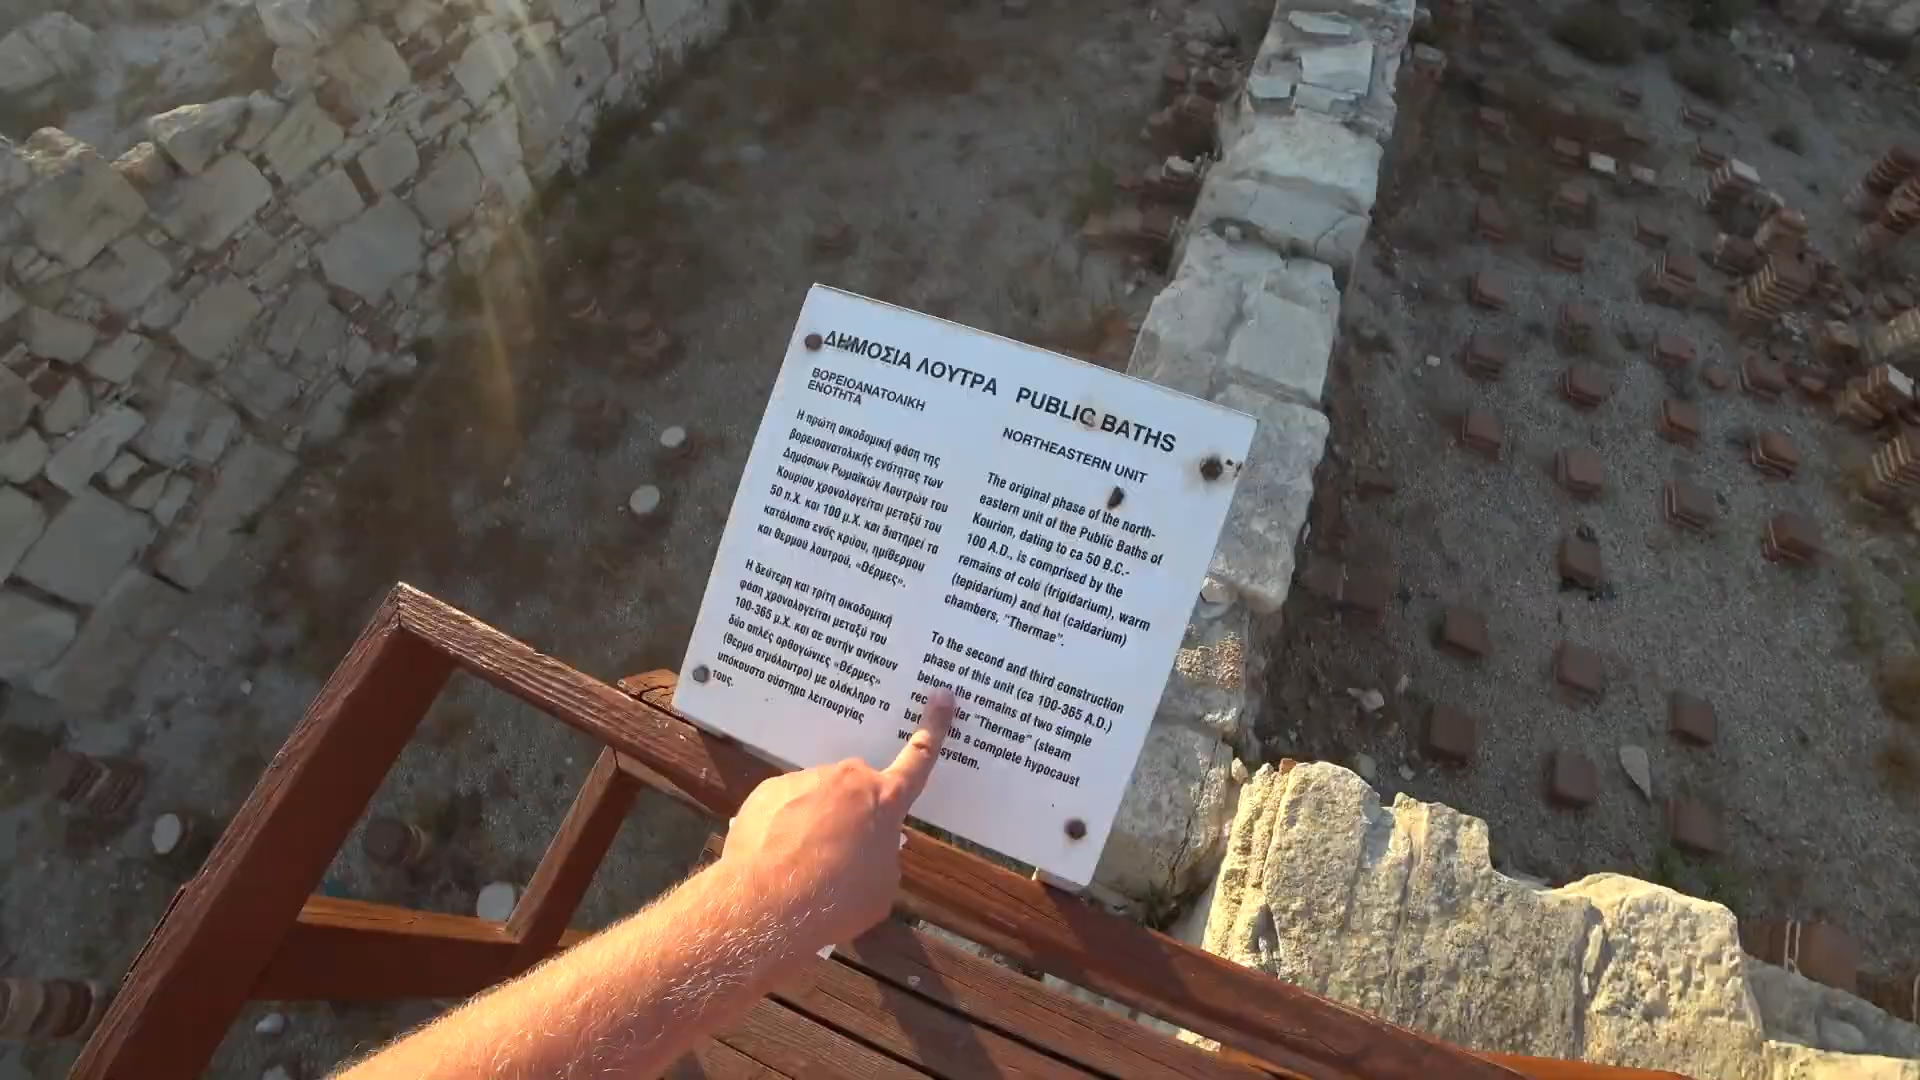 ΔΗΜΟΣΙΑ ΛΟΥΤΡΑ
ΒΟΡΕΙΟΑΝΑΤΟΛΙΚΗ
ΕΝΟΤΗΤΑ
Η πρώτη οικοδομική φάση της
βορειοανατολικής ενότητας των
Δημόσιων Ρωμαϊκών Λουτρών του
Κουρίου χρονολογείται μεταξύ του
50 π.Χ. και 100 μ.Χ. και διατηρεί τα
κατάλοιπα ενός κρύου, ημίθερμου
και θερμού λουτρού, «Θέρμες».
Η δεύτερη και τρίτη οικοδομική
φάση χρονολογείται μεταξύ του
100-365 μ.Χ. και σε αυτήν ανήκουν
δύο απλές ορθογώνιες «Θέρμες»
(θερμό ατμόλουτρο) με ολόκληρο το
υπόκαυστο σύστημα λειτουργίας
τους.
PUBLIC BATHS
NORTHEASTERN UNIT
The original phase of the north-
eastern unit of the Public Baths of
Kourion, dating to ca 50 B.C.-
100 A.D., is comprised by the
remains of cold (frigidarium), warm
(tepidarium) and hot (caldarium)
chambers, "Thermae".
To the second and third construction
phase of this unit (ca 100-365 A.D.)
belong the remains of two simple
"Thermae" (steam
with a complete hypocaust
system.